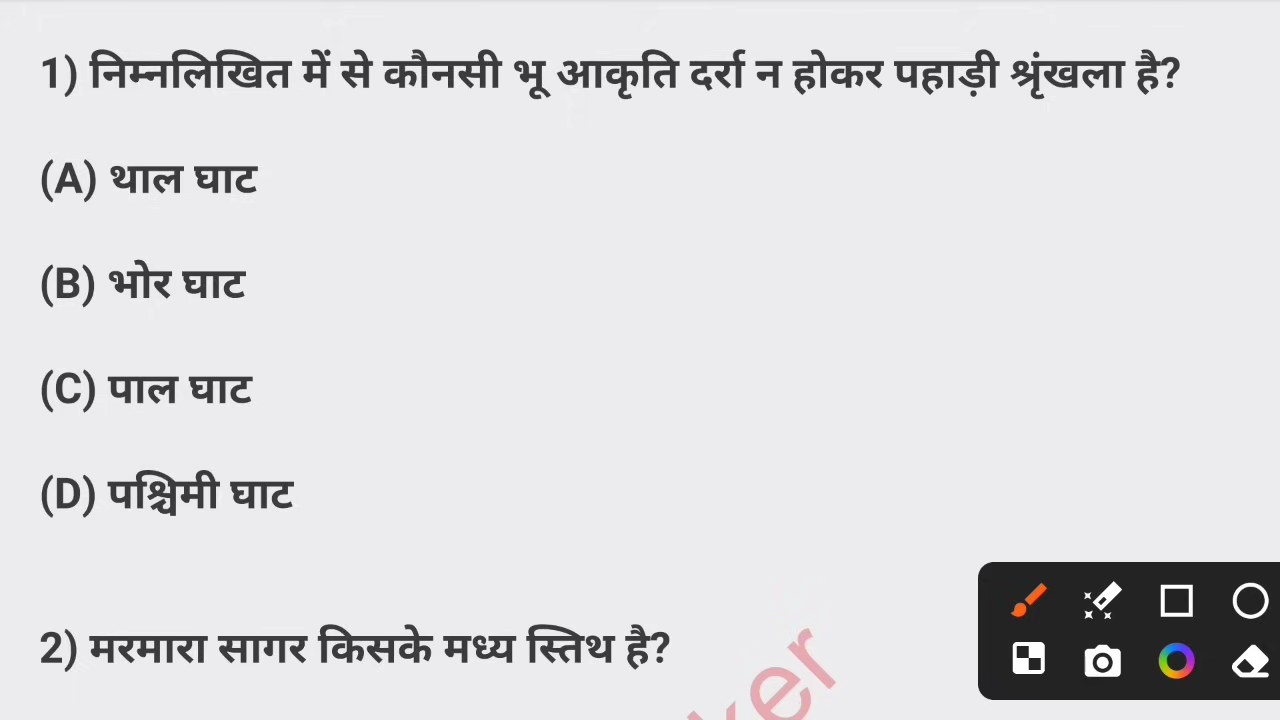 1) निम्नलिखित में से कौनसी भू आकृति दर्रा न होकर पहाड़ी श्रृंखला है?
(A) थाल घाट
(B) भोर घाट
(C) पाल घाट
(D) पश्चिमी घाट
2) मरमारा सागर किसके मध्य स्तिथ है?